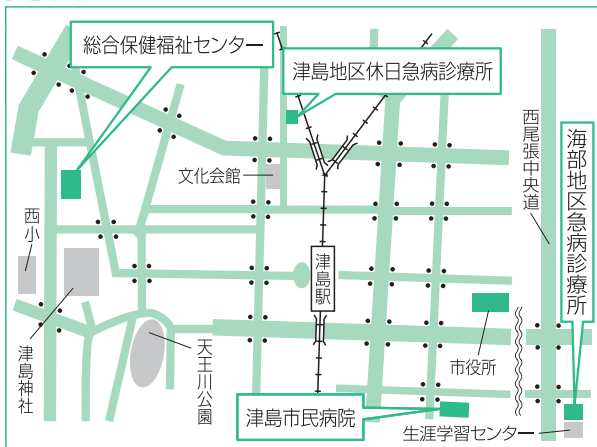 総合保健福祉センター
津島地区休日急病診療所
西尾張中央道
海部地区急病診療所
文化会館
西小
津島駅
市役所
津島神社
天王川公園
津島市民病院
生涯学習センター